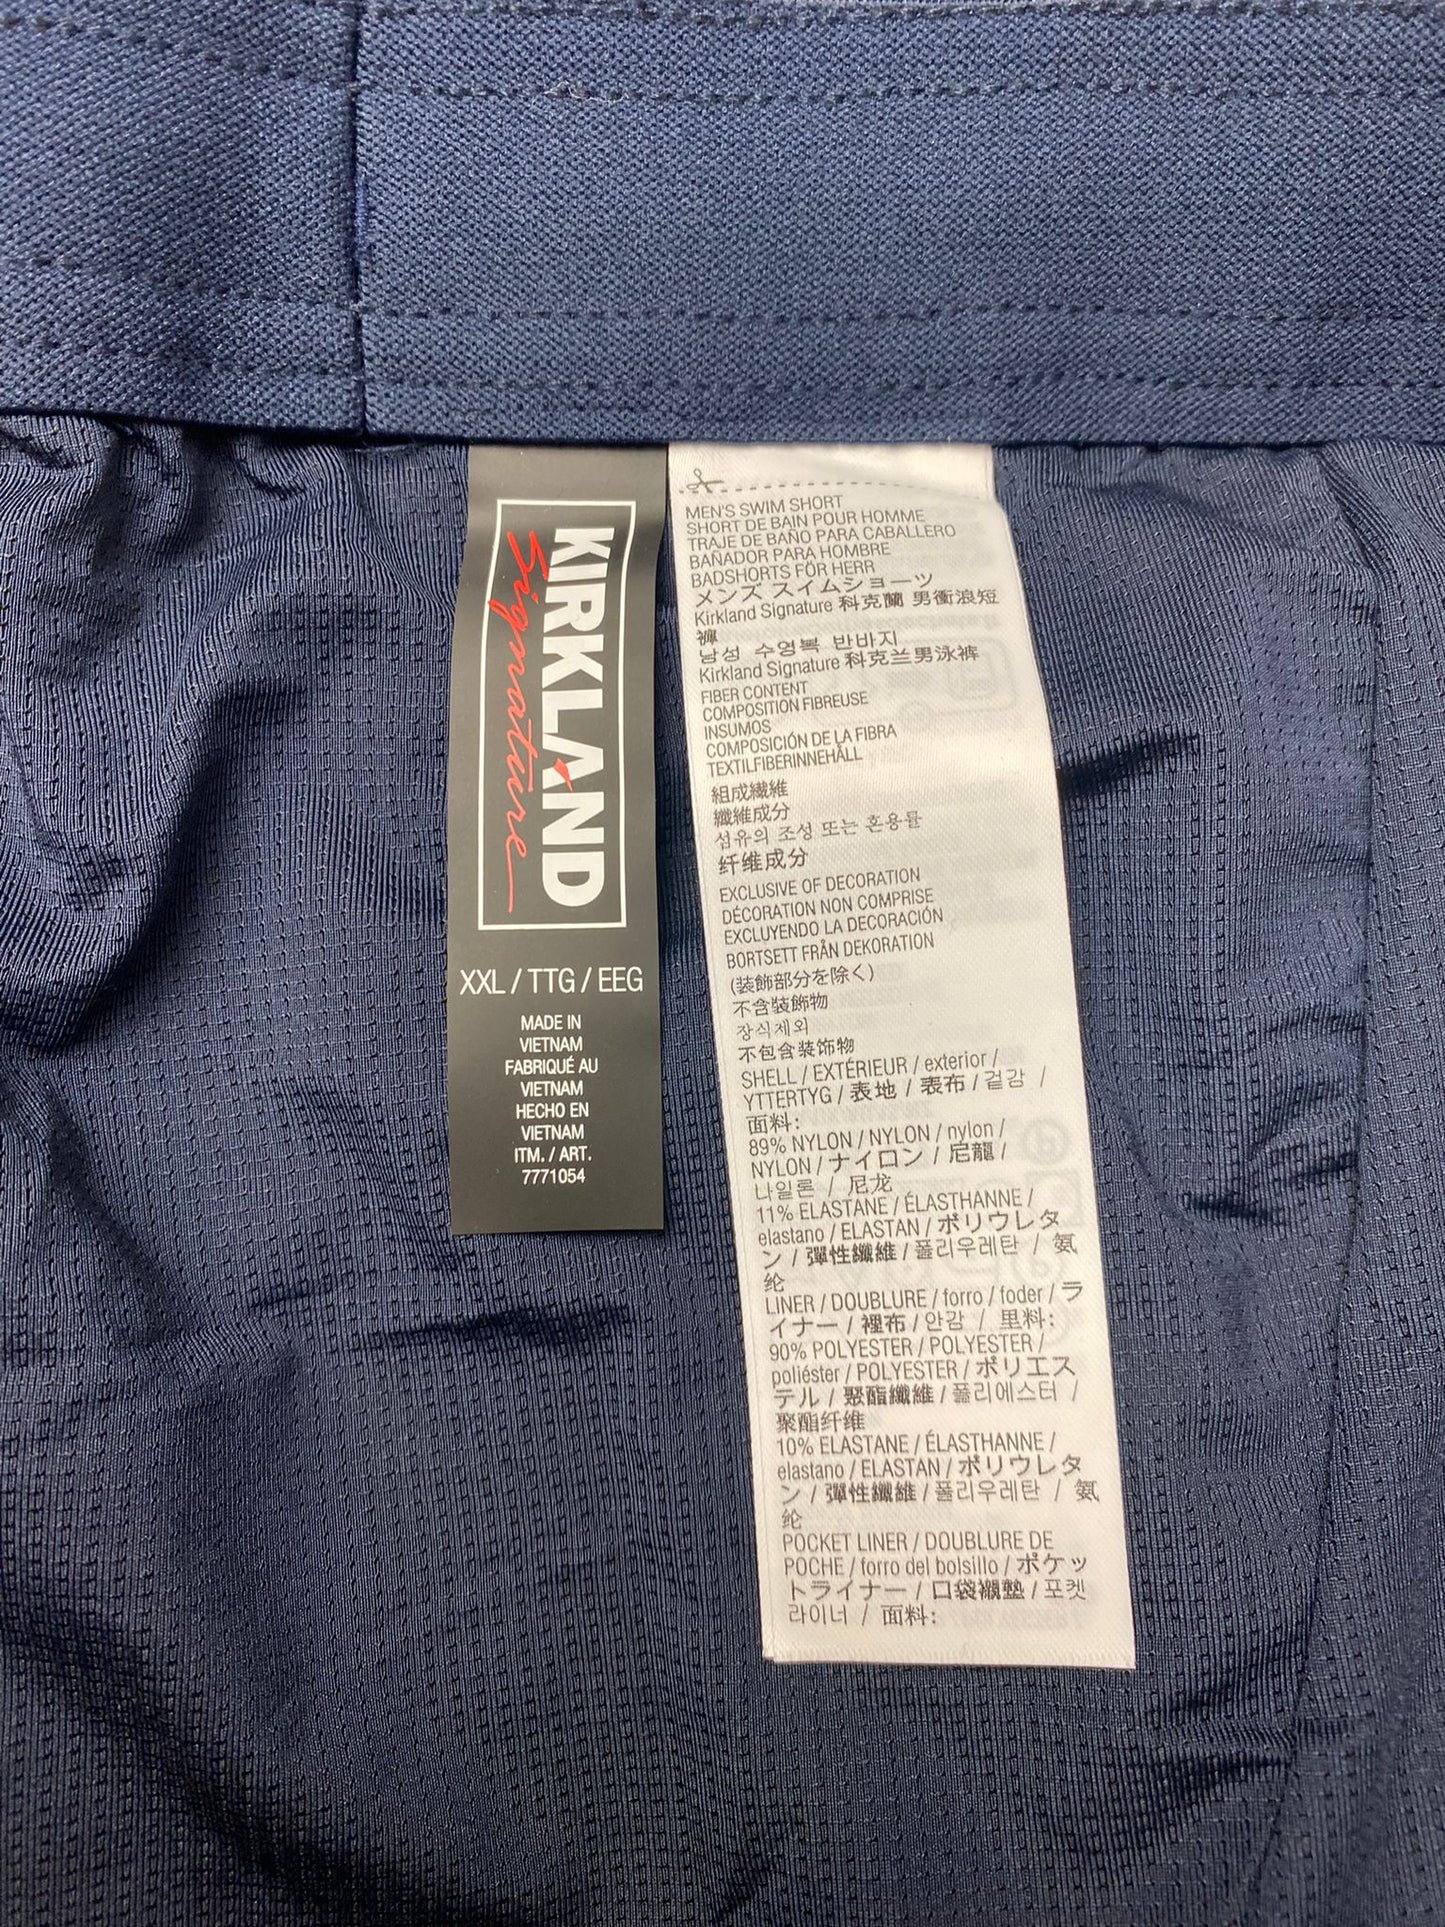 KIRKLAND
Signature
XXL / TTG / EEG
MADE IN
VIETNAM
FABRIQUÉ AU
VIETNAM
HECHO EN
VIETNAM
ITM. / ART.
7771054
MEN'S SWIM SHORT
SHORT DE BAIN POUR HOMME
TRAJE DE BAÑO PARA CABALLERO
BAÑADOR PARA HOMBRE
BADSHORTS FÖR HERR
メンズ スイムショーツ
Kirkland Signature 科克蘭 男衝浪短
褲
남성 수영복 반바지
Kirkland Signature 科克兰男泳裤
FIBER CONTENT
COMPOSITION FIBREUSE
INSUMOS
COMPOSICIÓN DE LA FIBRA
TEXTILFIBERINNEHÅLL
組成繊維
纖維成分
섬유의 조성 또는 혼용률
纤维成分
EXCLUSIVE OF DECORATION
DÉCORATION NON COMPRISE
EXCLUYENDO LA DECORACIÓN
BORTSETT FRÅN DEKORATION
(装飾部分を除く)
不含裝飾物
장식제외
不包含装饰物
SHELL / EXTÉRIEUR / exterior /
YTTERTYG / 表地 / 表布 / 겉감 /
面料:
89% NYLON / NYLON / nylon /
NYLON / ナイロン / 尼龍 /
나일론 / 尼龙
11% ELASTANE / ÉLASTHANNE /
elastano / ELASTAN / ポリウレタ
ン / 彈性纖維 / 폴리우레탄 / 氨
纶
LINER / DOUBLURE / forro / foder / ラ
イナー / 裡布 / 안감 / 里料:
90% POLYESTER / POLYESTER /
poliéster / POLYESTER / ポリエス
テル / 聚酯纖維 / 폴리에스터 /
聚酯纤维
10% ELASTANE / ÉLASTHANNE /
elastano / ELASTAN / ポリウレタ
ン / 彈性纖維 / 폴리우레탄 / 氨
纶
POCKET LINER / DOUBLURE DE
POCHE / forro del bolsillo / ポケッ
トライナー / 口袋襯墊 / 포켓
라이너 / 面料: